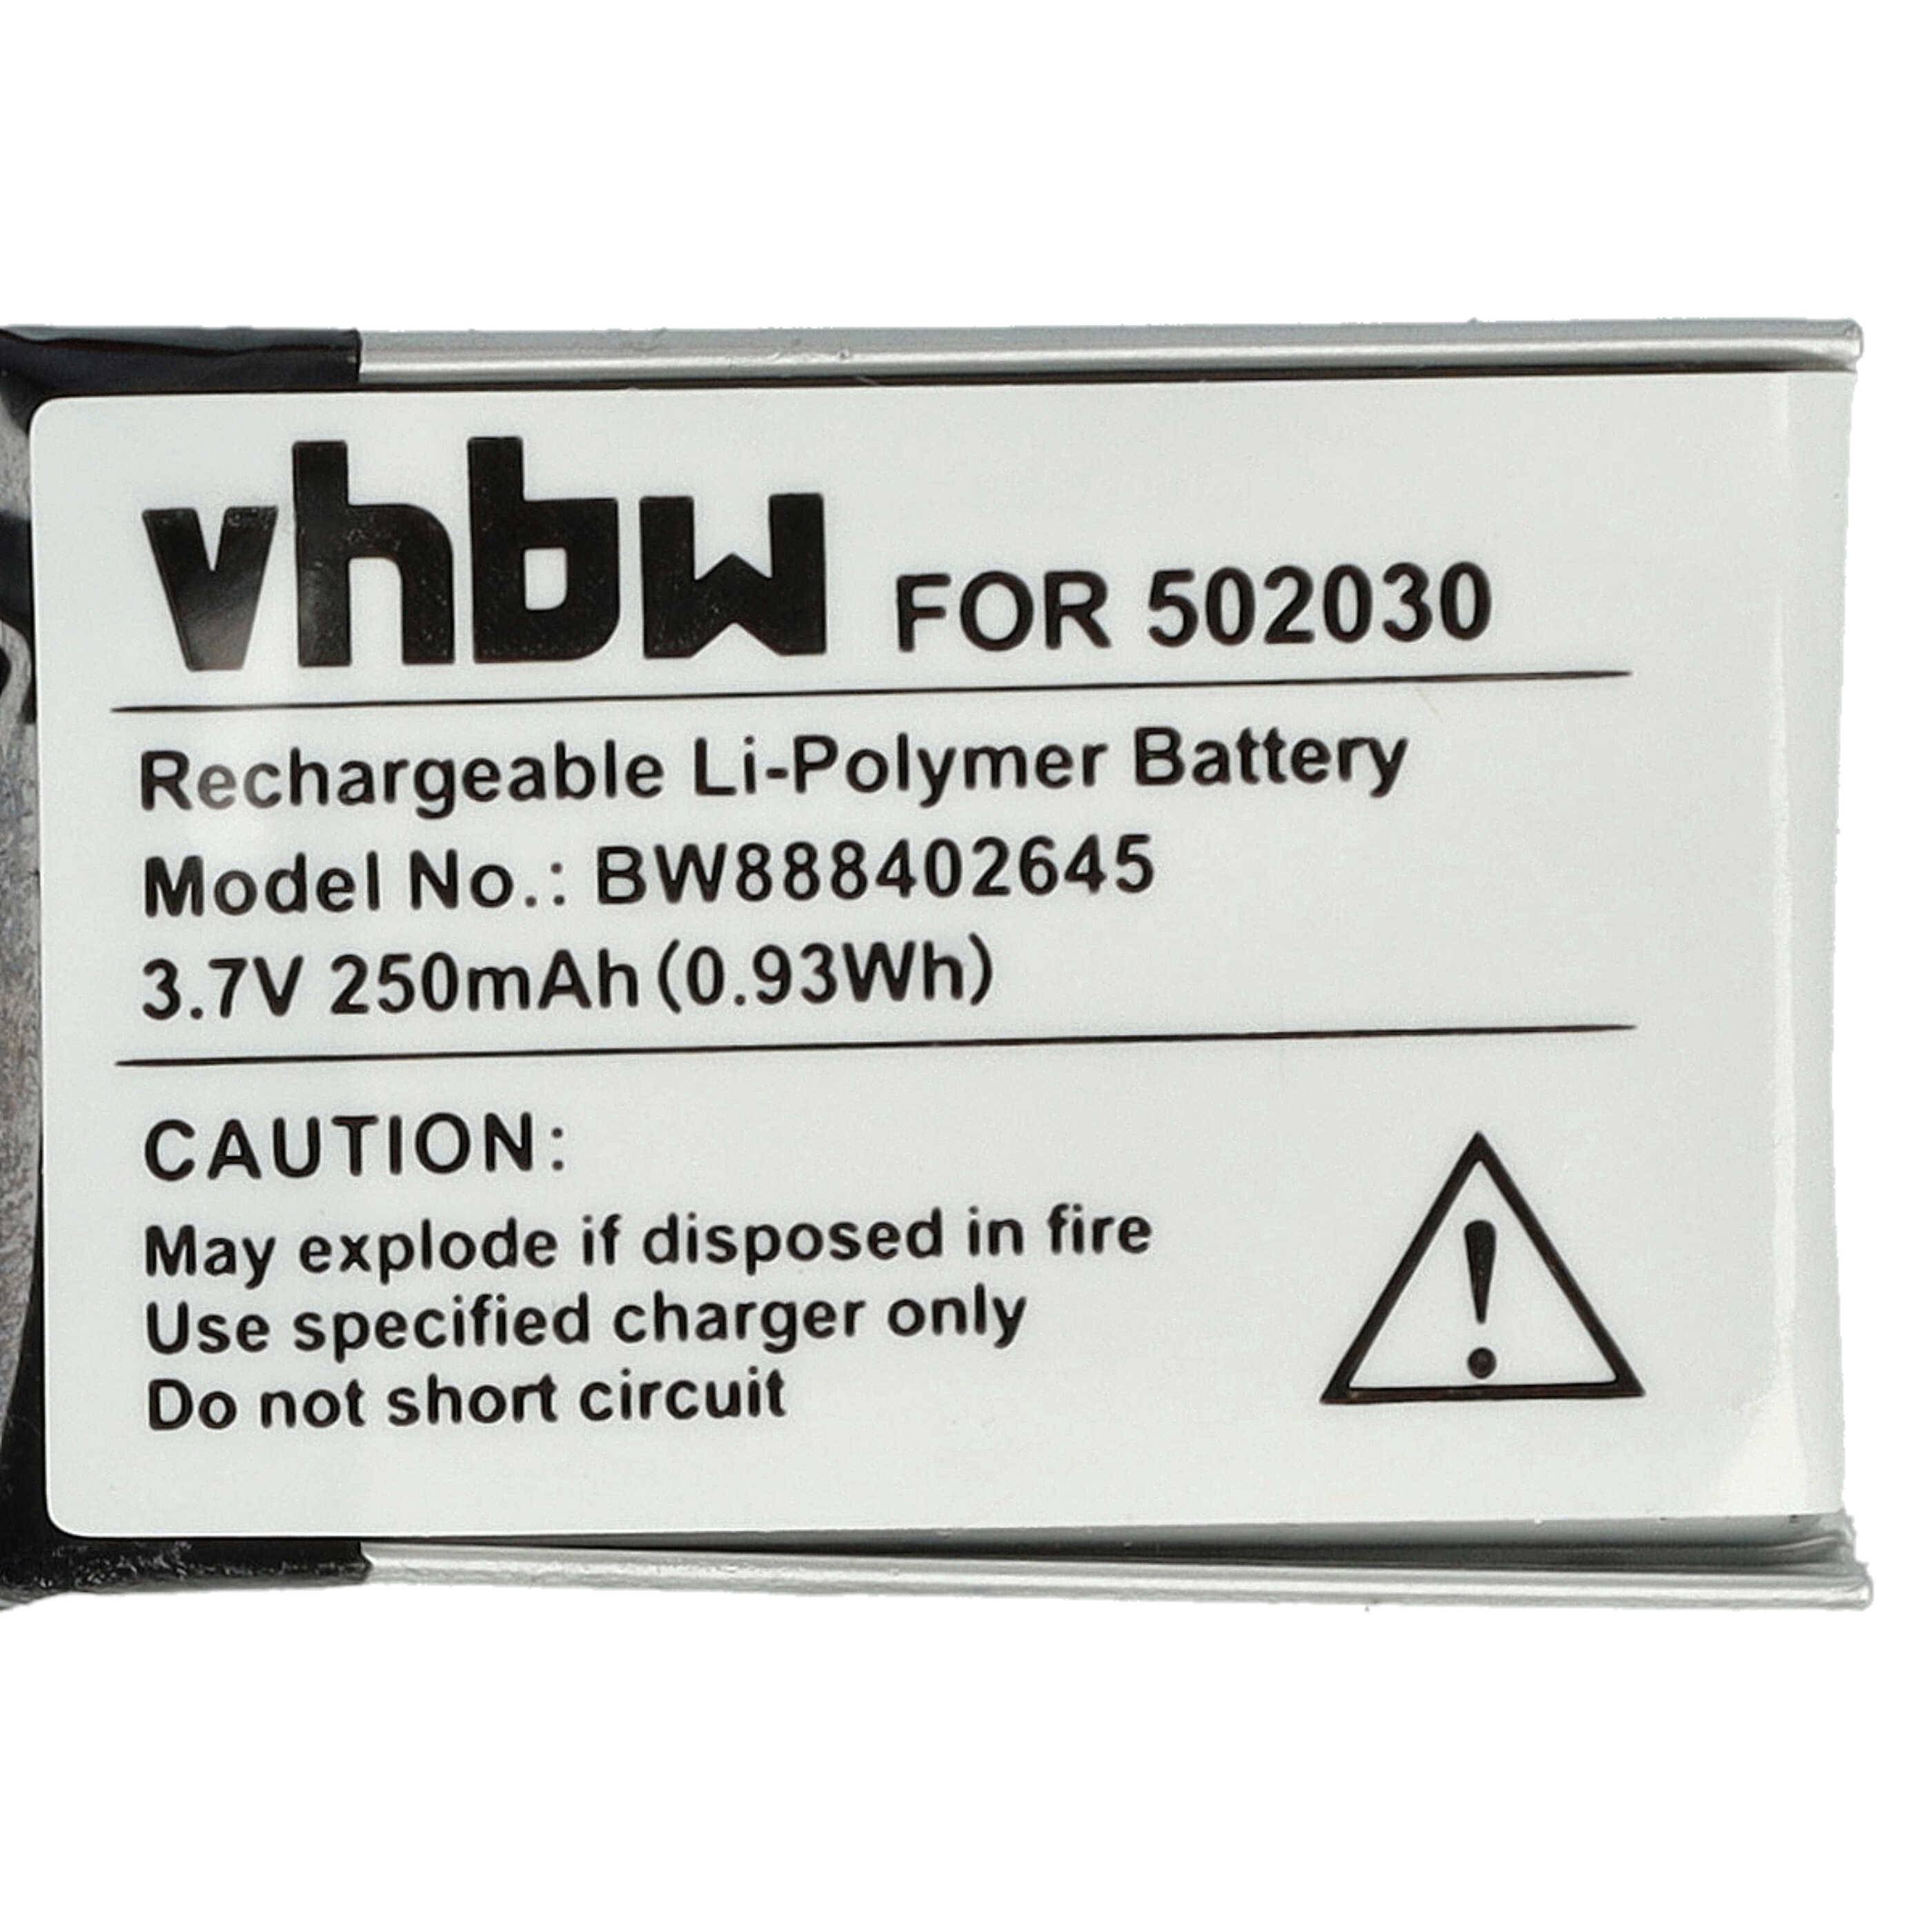 vhbw FOR 502030
Rechargeable Li-Polymer Battery
Model No.: BW888402645
3.7V 250mAh(0.93Wh)
CAUTION:
May explode if disposed in fire
Use specified charger only
Do not short circuit